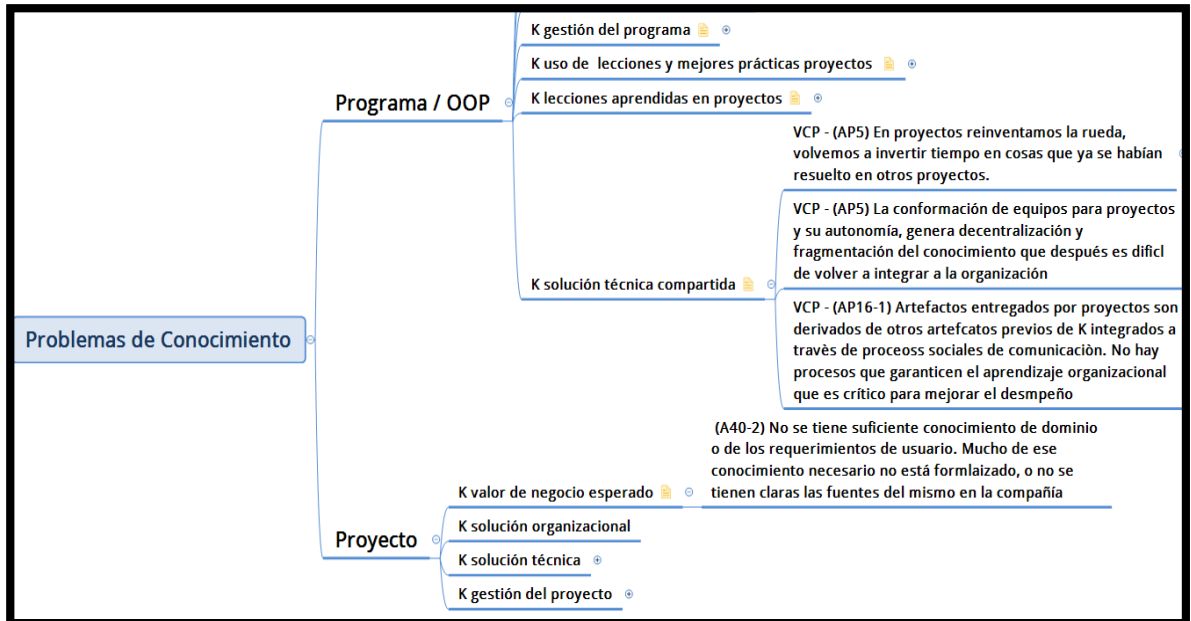 Problemas de Conocimiento
Programa / OOP
K gestión del programa
K uso de  lecciones y mejores prácticas proyectos
K lecciones aprendidas en proyectos
K solución técnica compartida
VCP - (AP5) En proyectos reinventamos la rueda,
volvemos a invertir tiempo en cosas que ya se habían
resuelto en otros proyectos.
VCP - (AP5) La conformación de equipos para proyectos
y su autonomía, genera decentralización y
fragmentación del conocimiento que después es dificl
de volver a integrar a la organización
VCP - (AP16-1) Artefactos entregados por proyectos son
derivados de otros artefcatos previos de K integrados a
travès de proceoss sociales de comunicaciòn. No hay
procesos que garanticen el aprendizaje organizacional
que es crítico para mejorar el desmpeño
Proyecto
K valor de negocio esperado
(A40-2) No se tiene suficiente conocimiento de dominio
o de los requerimientos de usuario. Mucho de ese
conocimiento necesario no está formlaizado, o no se
tienen claras las fuentes del mismo en la compañía
K solución organizacional
K solución técnica
K gestión del proyecto